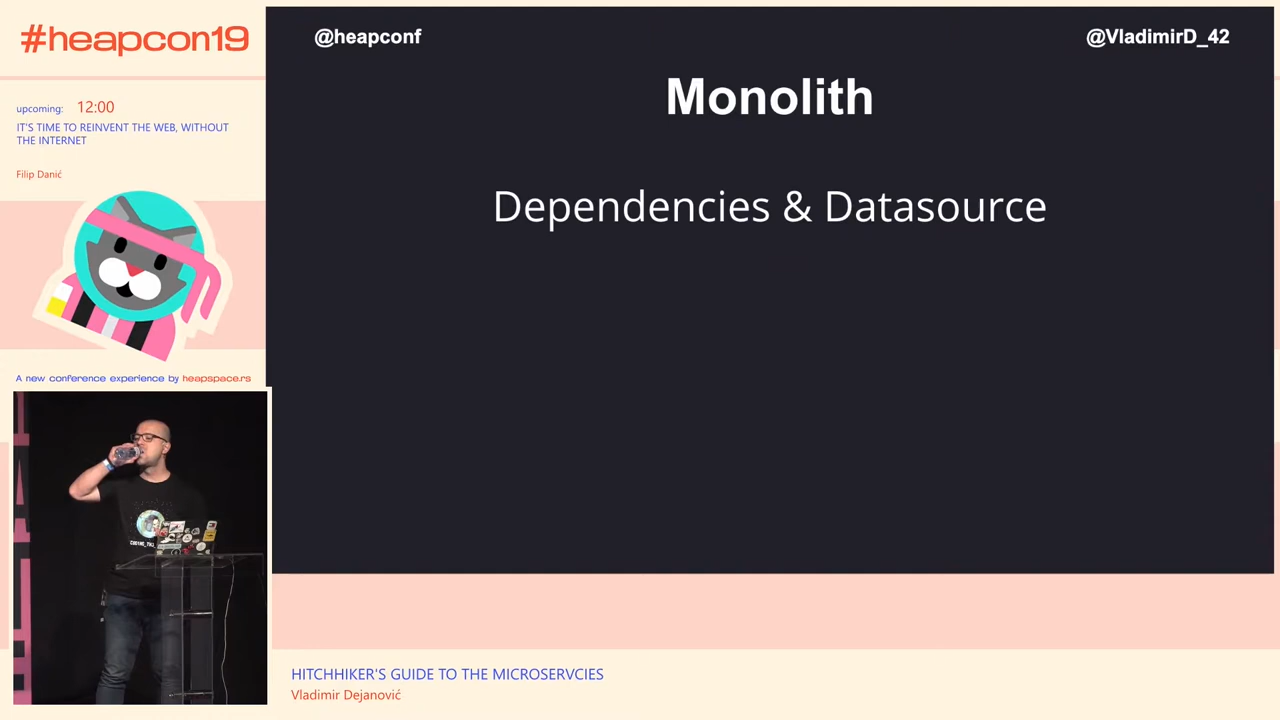 #heapcon19
upcoming: 12:00
IT'S TIME TO REINVENT THE WEB, WITHOUT
THE INTERNET
Filip Danić
A new conference experience by heapspace.rs
@heapconf
@VladimirD_42
Monolith
Dependencies & Datasource
HITCHHIKER'S GUIDE TO THE MICROSERVCIES
Vladimir Dejanović